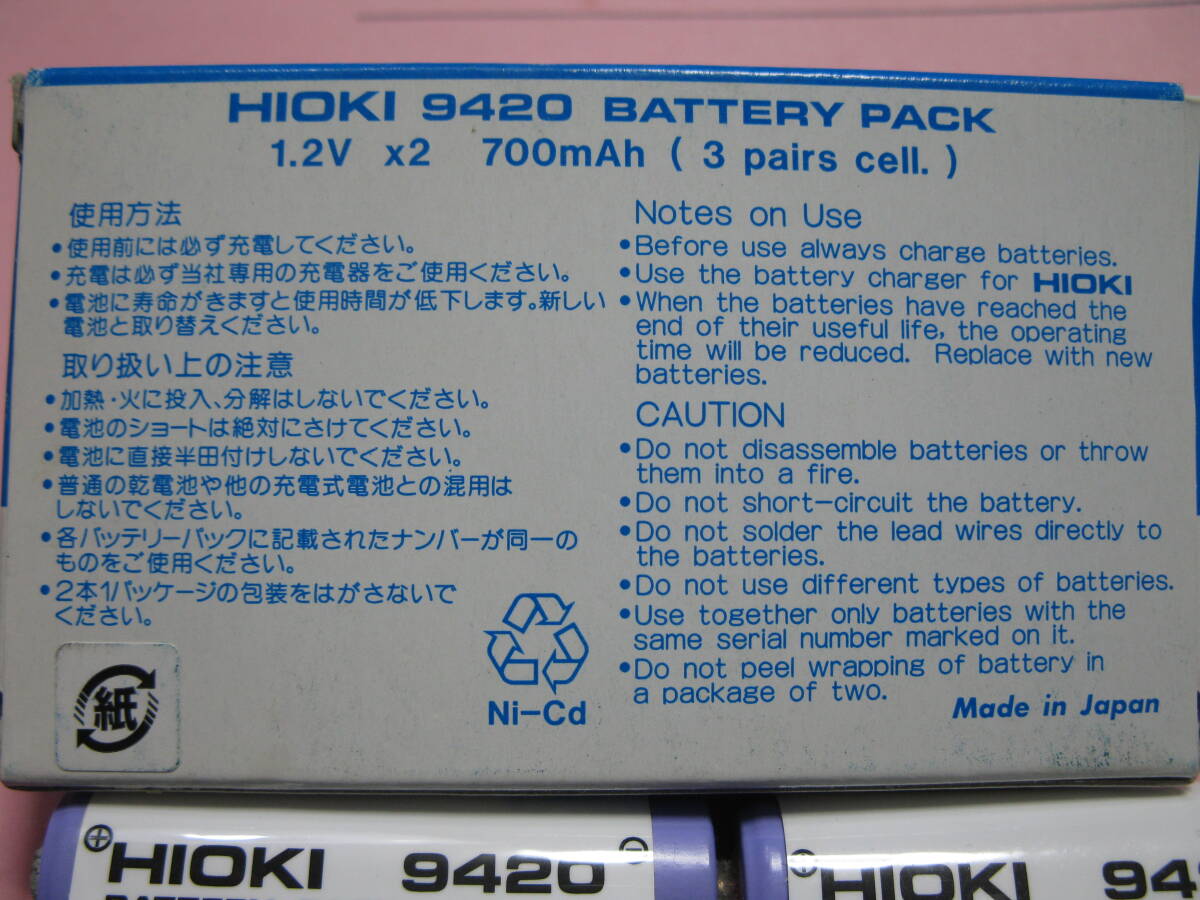 HIOKI 9420 BATTERY PACK
1.2V x2 700mAh ( 3 pairs cell. )
使用方法
•使用前には必ず充電してください。
•充電は必ず当社専用の充電器をご使用ください。
•電池に寿命がきますと使用時間が低下します。新しい
電池と取り替えください。
取り扱い上の注意
•加熱・火に投入、分解はしないでください。
•電池のショートは絶対にさけてください。
•電池に直接半田付けしないでください。
•普通の乾電池や他の充電式電池との混用は
しないでください。
•各バッテリーパックに記載されたナンバーが同一の
ものをご使用ください。
•2本1パッケージの包装をはがさないで
ください。
紙
Ni-Cd
Notes on Use
•Before use always charge batteries.
•Use the battery charger for HIOKI
•When the batteries have reached the
end of their useful life, the operating
time will be reduced. Replace with new
batteries.
CAUTION
•Do not disassemble batteries or throw
them into a fire.
•Do not short-circuit the battery.
•Do not solder the lead wires directly to
the batteries.
•Do not use different types of batteries.
•Use together only batteries with the
same serial number marked on it.
•Do not peel wrapping of battery in
a package of two.
Made in Japan
+ HIOKI 9420 -
+ HIOKI 94